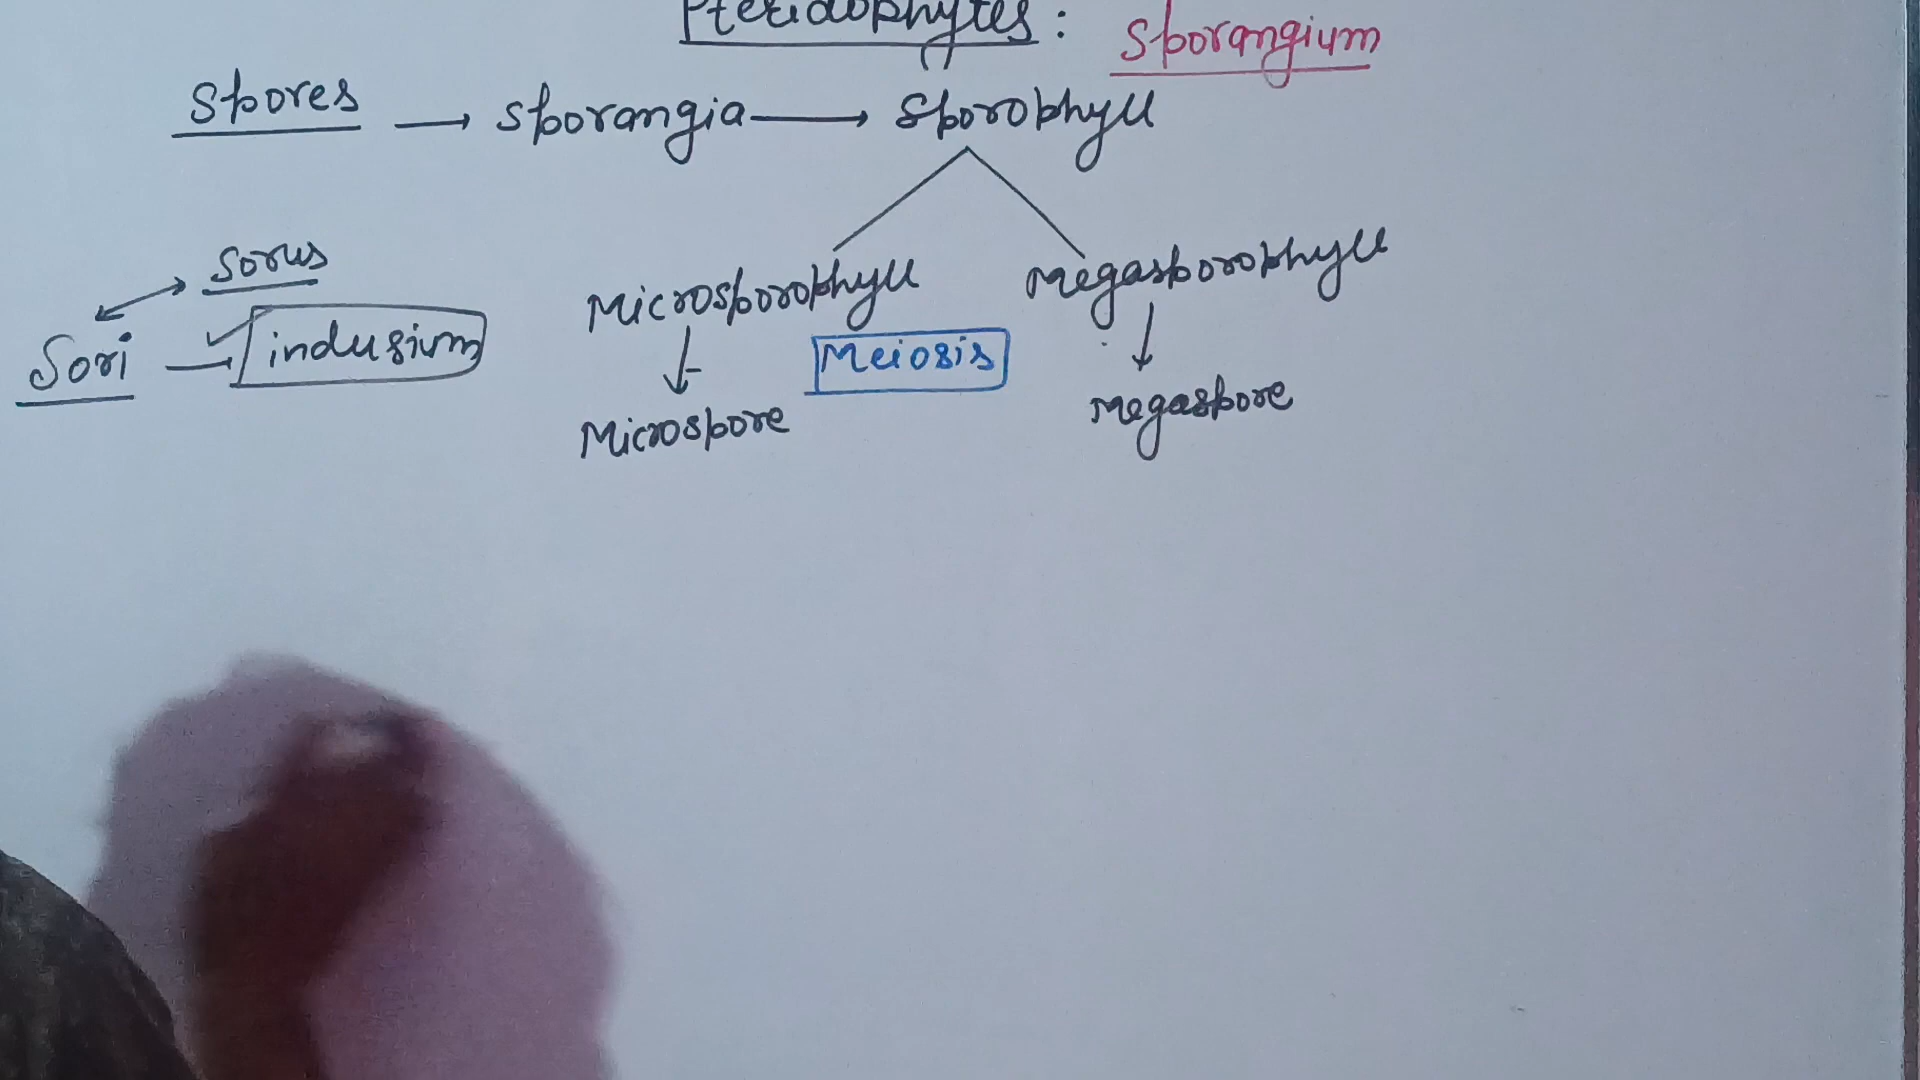 Pteridophytes : Sporangium
Spores → sporangia → Sporophyll
Sorus
Microsporophyll Megasporophyll
Sori → indusium Meiosis
Microspore Megaspore